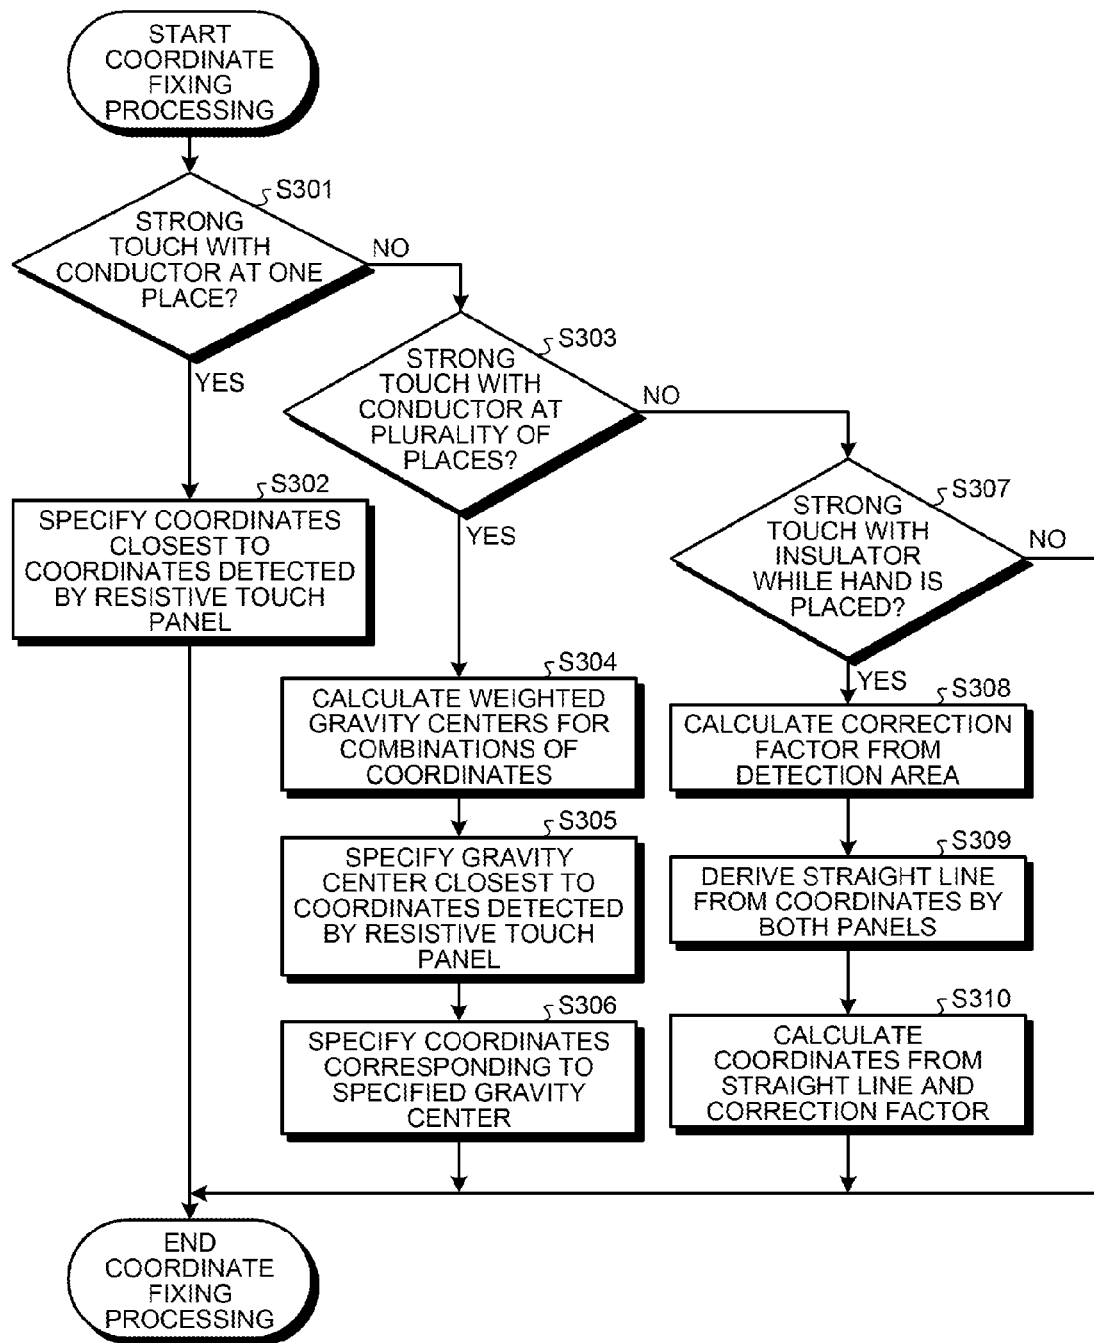 START
COORDINATE
FIXING
PROCESSING
S301
STRONG
TOUCH WITH
CONDUCTOR AT ONE
PLACE?
NO
YES
S302
SPECIFY COORDINATES
CLOSEST TO
COORDINATES DETECTED
BY RESISTIVE TOUCH
PANEL
S303
STRONG
TOUCH WITH
CONDUCTOR AT
PLURALITY OF
PLACES?
NO
YES
S304
CALCULATE WEIGHTED
GRAVITY CENTERS FOR
COMBINATIONS OF
COORDINATES
S305
SPECIFY GRAVITY
CENTER CLOSEST TO
COORDINATES DETECTED
BY RESISTIVE TOUCH
PANEL
S306
SPECIFY COORDINATES
CORRESPONDING TO
SPECIFIED GRAVITY
CENTER
S307
STRONG
TOUCH WITH
INSULATOR
WHILE HAND IS
PLACED?
NO
YES
S308
CALCULATE CORRECTION
FACTOR FROM
DETECTION AREA
S309
DERIVE STRAIGHT LINE
FROM COORDINATES BY
BOTH PANELS
S310
CALCULATE
COORDINATES FROM
STRAIGHT LINE AND
CORRECTION FACTOR
END
COORDINATE
FIXING
PROCESSING